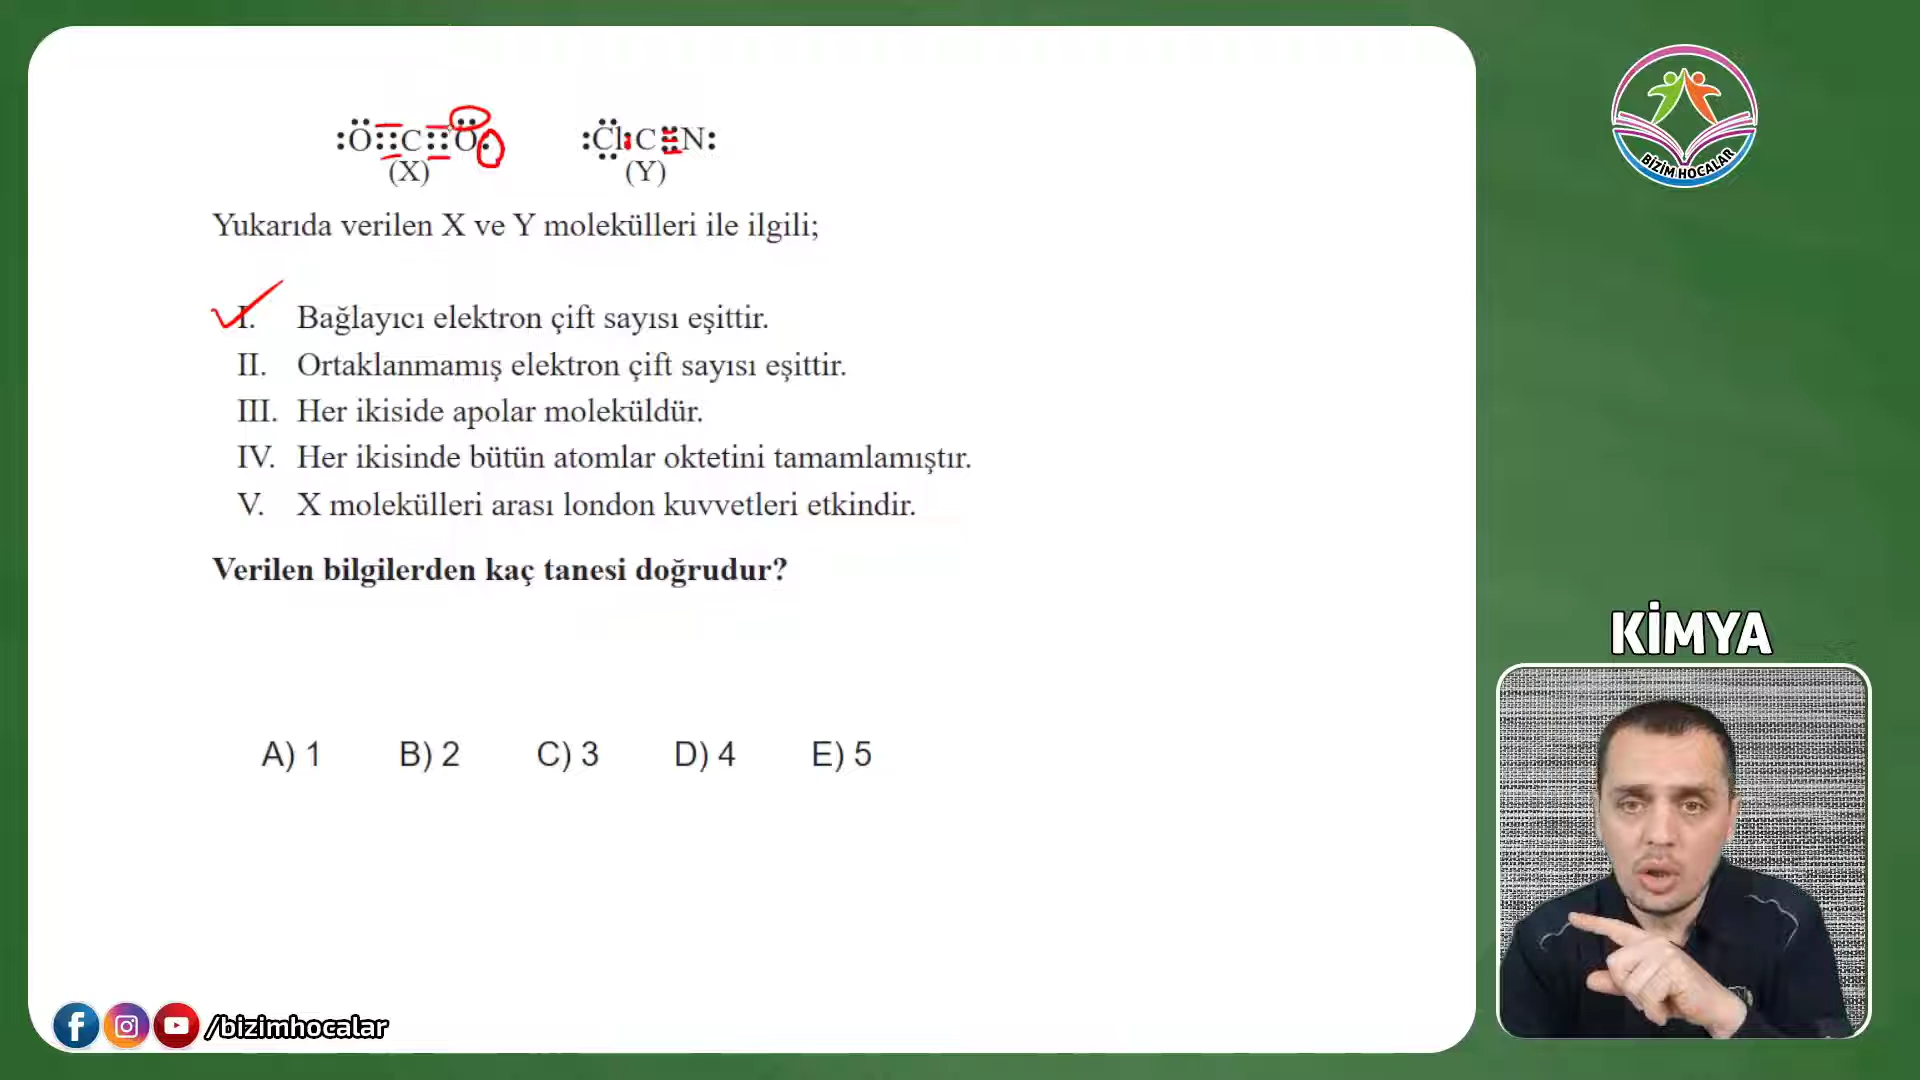 :Ö::C::Ö: :Cl:C:::N:
(X) (Y)
Yukarıda verilen X ve Y molekülleri ile ilgili;
I. Bağlayıcı elektron çift sayısı eşittir.
II. Ortaklanmamış elektron çift sayısı eşittir.
III. Her ikiside apolar moleküldür.
IV. Her ikisinde bütün atomlar oktetini tamamlamıştır.
V. X molekülleri arası london kuvvetleri etkindir.
Verilen bilgilerden kaç tanesi doğrudur?
A) 1 B) 2 C) 3 D) 4 E) 5
/bizimhocalar
BİZİM HOCALAR
KİMYA